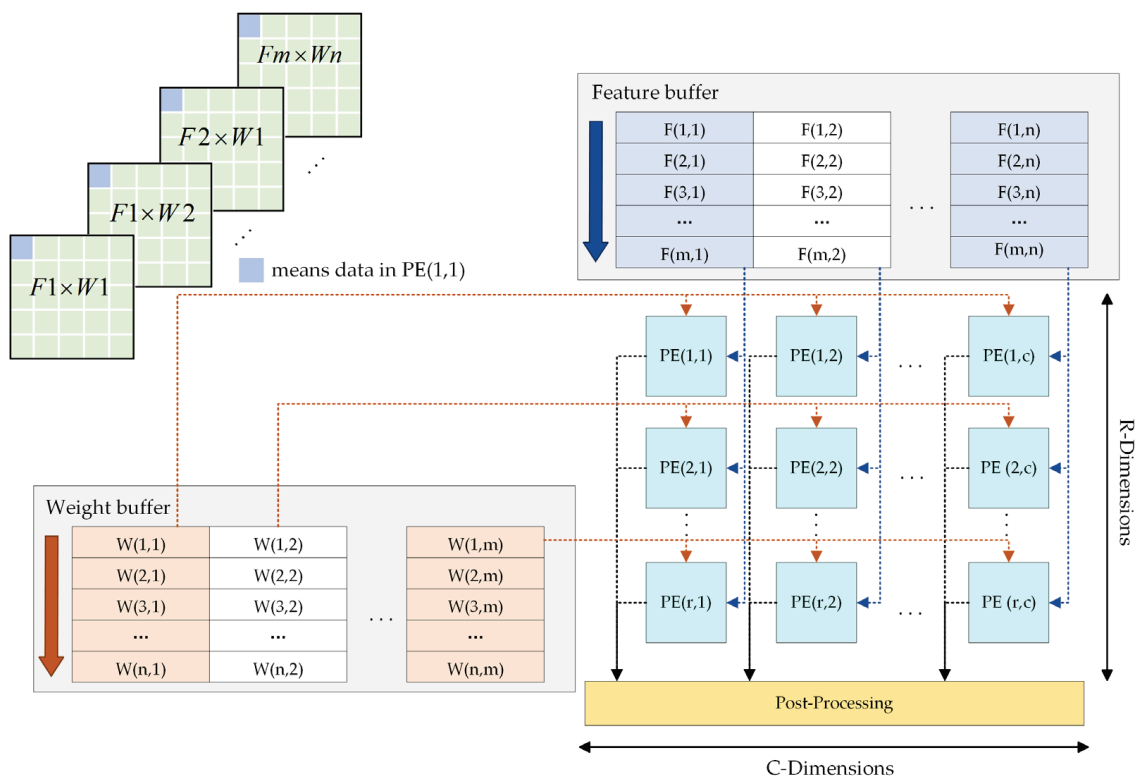 Fm×Wn
F2×W1
F1×W2
F1×W1
...
...
means data in PE(1,1)
Feature buffer
F(1,1) F(1,2) F(1,n)
F(2,1) F(2,2) F(2,n)
F(3,1) F(3,2) F(3,n)
... ... ... ...
F(m,1) F(m,2) F(m,n)
PE(1,1) PE(1,2) ... PE(1,c)
PE(2,1) PE(2,2) ... PE (2,c)
... ... ...
PE(r,1) PE(r,2) ... PE (r,c)
R-Dimensions
Weight buffer
W(1,1) W(1,2) W(1,m)
W(2,1) W(2,2) W(2,m)
W(3,1) W(3,2) W(3,m)
... ... ... ...
W(n,1) W(n,2) W(n,m)
Post-Processing
C-Dimensions